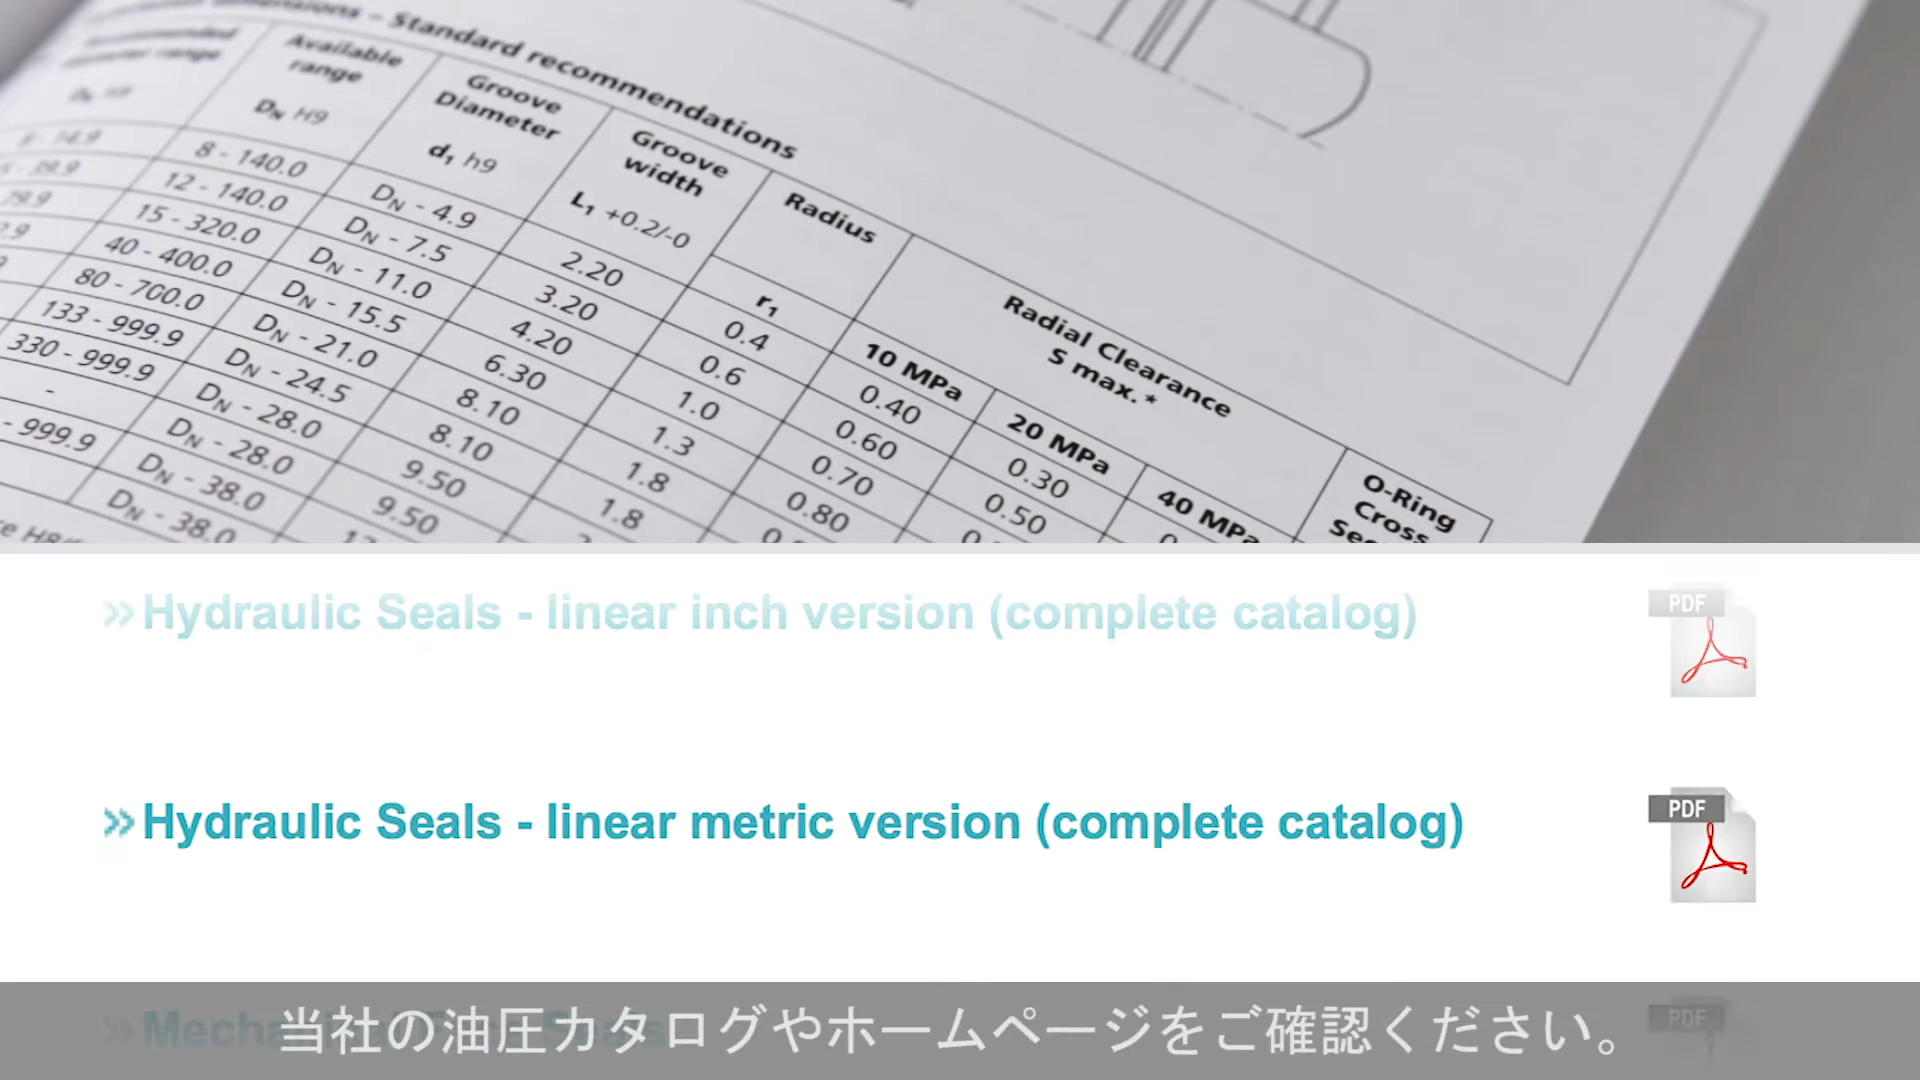 Dimensions – Standard recommendations
Available range
Groove Diameter
Groove width
Radius
Radial Clearance
S max. *
O-Ring
Cross
DN H9
d1 h9
L1 +0.2/-0
r1
10 MPa
20 MPa
40 MPa
8 - 140.0 DN - 4.9 2.20 0.4 0.40 0.30
12 - 140.0 DN - 7.5 3.20 0.6 0.60 0.50
15 - 320.0 DN - 11.0 4.20 1.0 0.70
40 - 400.0 DN - 15.5 6.30 1.3 0.80
80 - 700.0 DN - 21.0 8.10 1.8
133 - 999.9 DN - 24.5 8.10 1.8
330 - 999.9 DN - 28.0 9.50
- DN - 28.0 9.50
- 999.9 DN - 38.0
DN - 38.0
» Hydraulic Seals - linear inch version (complete catalog)
PDF
» Hydraulic Seals - linear metric version (complete catalog)
PDF
当社の油圧カタログやホームページをご確認ください。
PDF